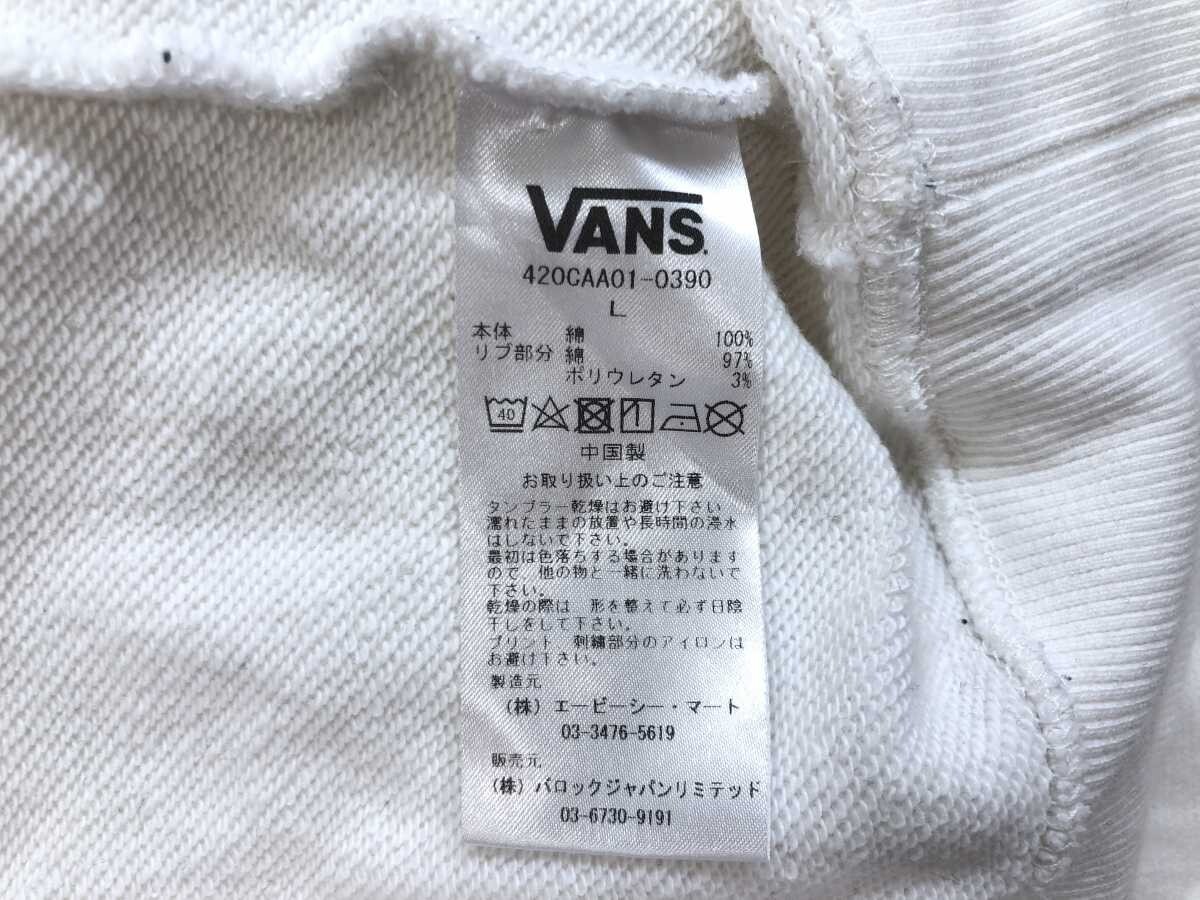 VANS
420CAA01-0390
L
本体 綿 100%
リブ部分 綿 97%
ポリウレタン 3%
40
中国製
お取り扱い上のご注意
タンブラー乾燥はお避け下さい
濡れたままの放置や長時間の浸水
はしないで下さい。
最初は色落ちする場合があります
ので、他の物と一緒に洗わないで
下さい。
乾燥の際は 形を整えて必ず日陰
干しをして下さい。
プリント 刺繍部分のアイロンは
お避け下さい。
製造元
(株) エービーシー・マート
03-3476-5619
販売元
(株) バロックジャパンリミテッド
03-6730-9191